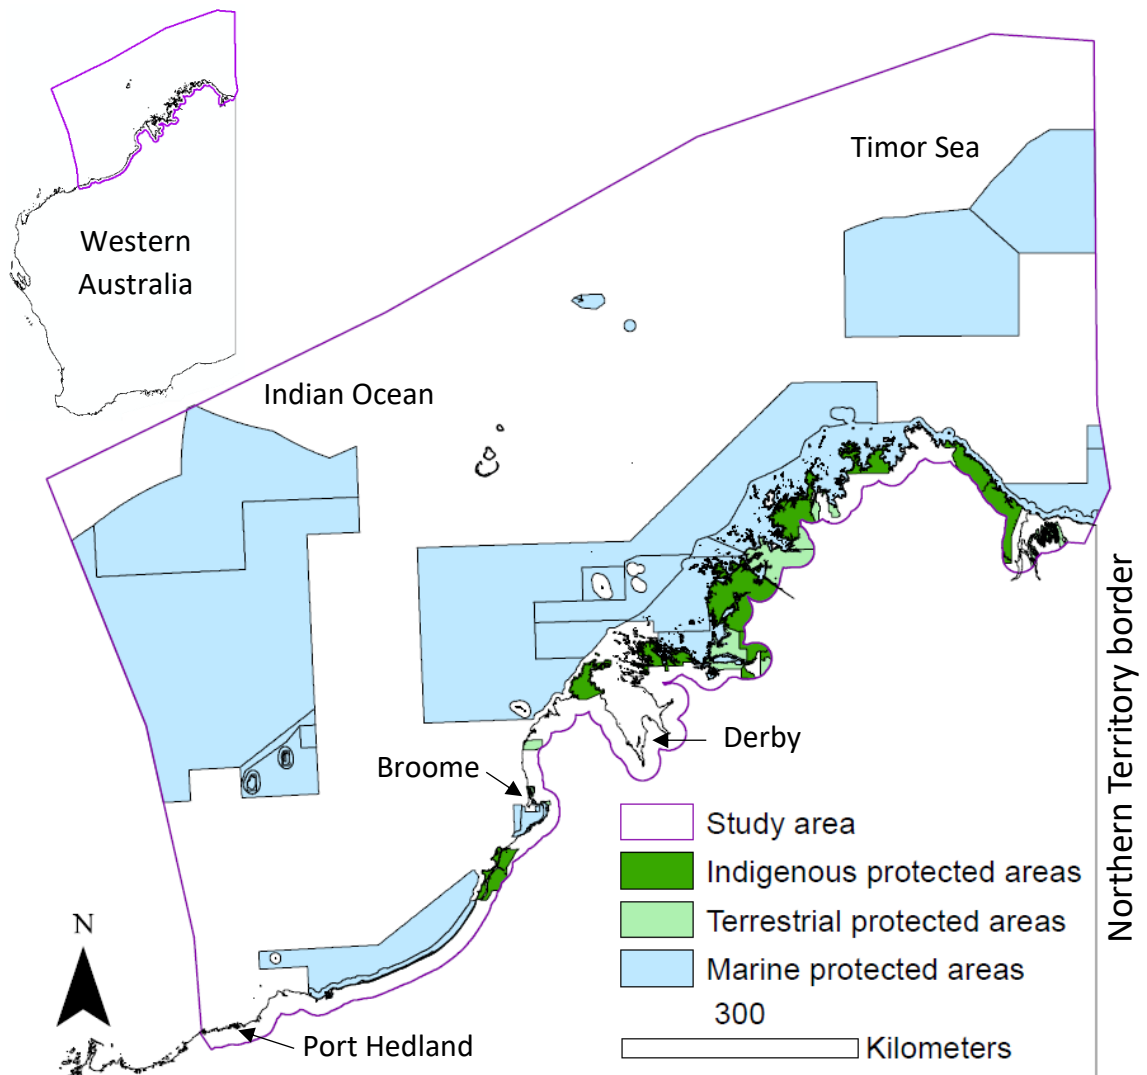 Timor Sea
Western
Australia
Indian Ocean
Derby
Broome
Study area
Indigenous protected areas
Terrestrial protected areas
Marine protected areas
300
Kilometers
N
Port Hedland
Northern Territory border